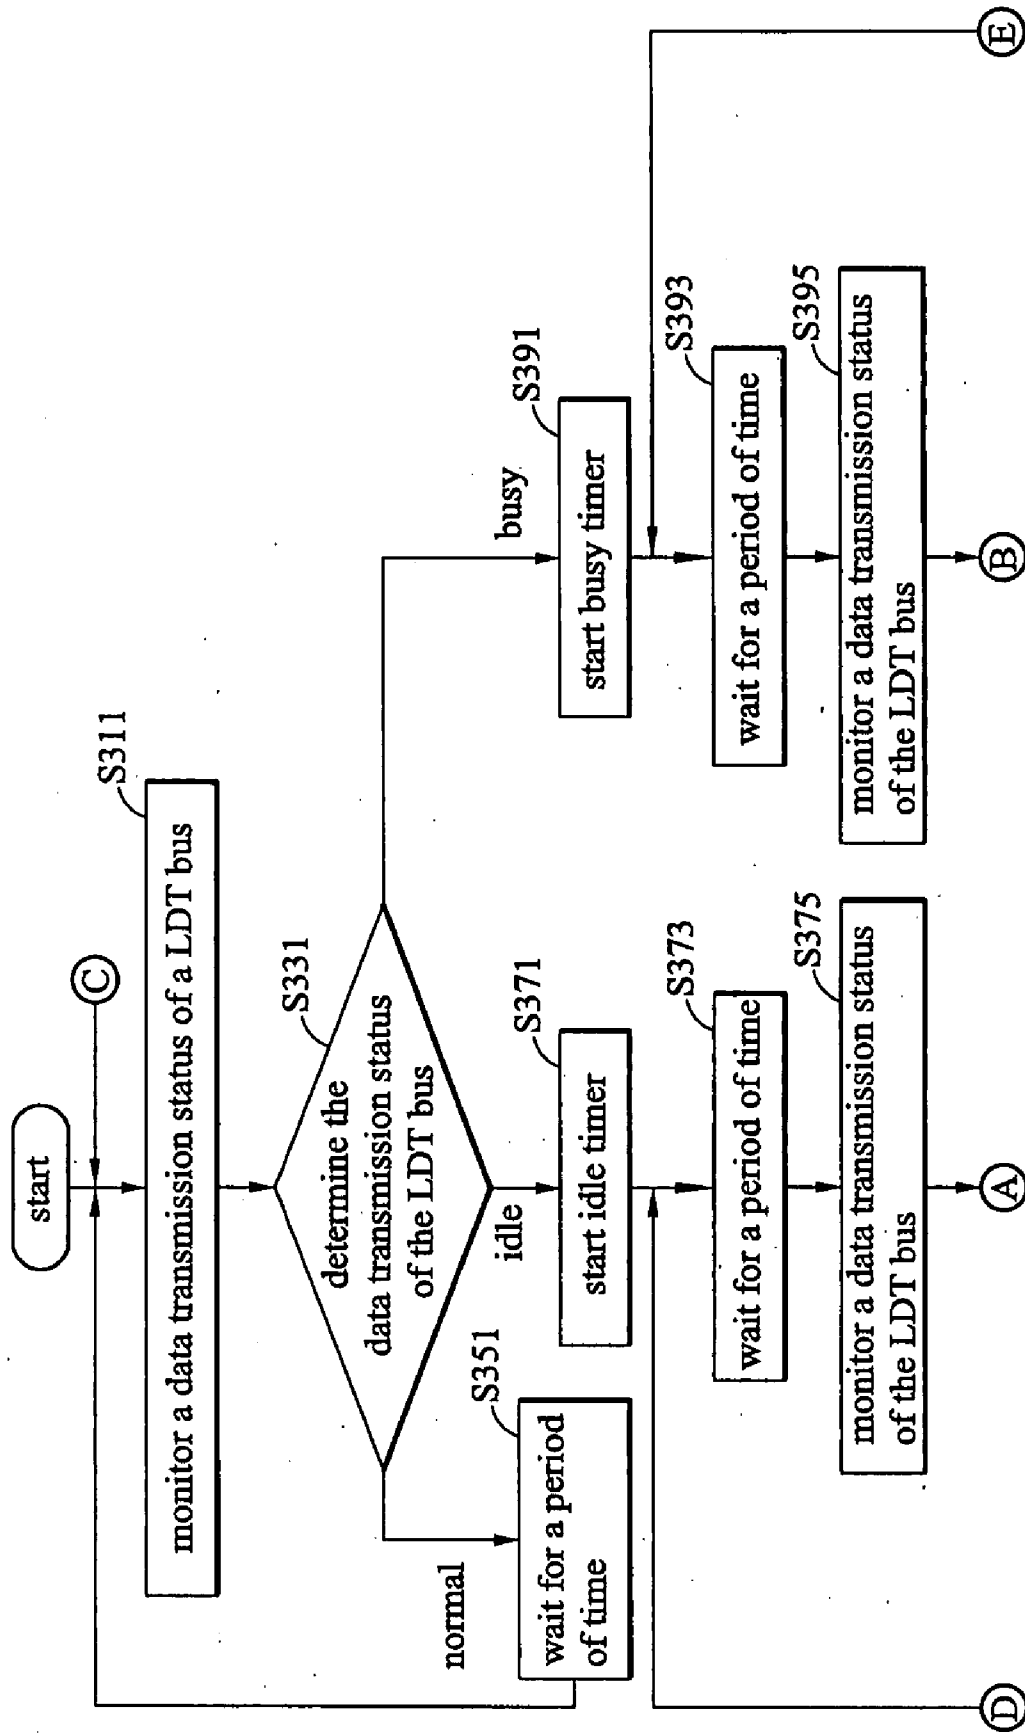 start
C
S311
monitor a data transmission status of a LDT bus
S331
determine the
data transmission status
of the LDT bus
normal
idle
busy
S351
wait for a period
of time
S371
start idle timer
S391
start busy timer
S373
wait for a period of time
S393
wait for a period of time
S375
monitor a data transmission status
of the LDT bus
S395
monitor a data transmission status
of the LDT bus
D
A
B
E